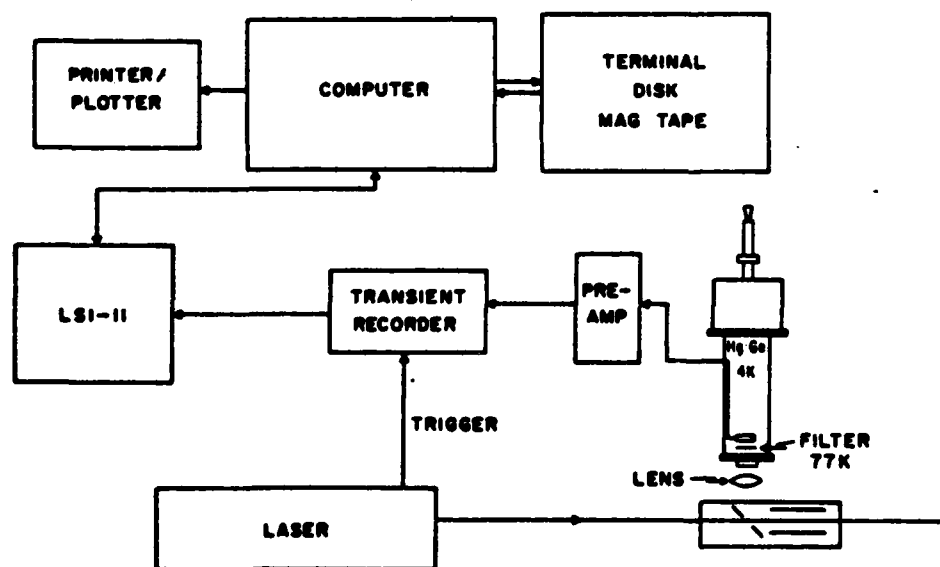 PRINTER/
PLOTTER
COMPUTER
TERMINAL
DISK
MAG TAPE
LSI-11
TRANSIENT
RECORDER
PRE-
AMP
Hg:Ge
4K
TRIGGER
FILTER
77K
LENS
LASER